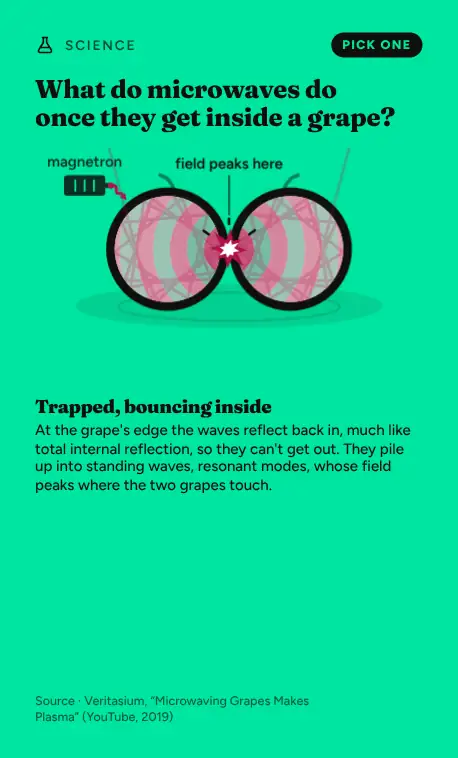 SCIENCE
PICK ONE
What do microwaves do
once they get inside a grape?
magnetron
field peaks here
Trapped, bouncing inside
At the grape's edge the waves reflect back in, much like
total internal reflection, so they can't get out. They pile
up into standing waves, resonant modes, whose field
peaks where the two grapes touch.
Source · Veritasium, “Microwaving Grapes Makes
Plasma” (YouTube, 2019)